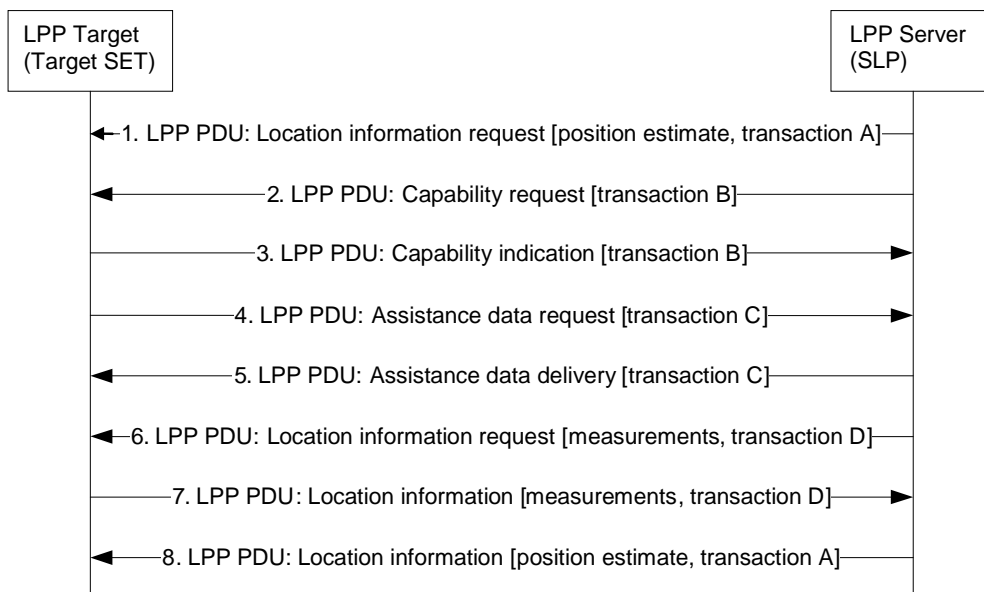 LPP Target
(Target SET)
LPP Server
(SLP)
1. LPP PDU: Location information request [position estimate, transaction A]
2. LPP PDU: Capability request [transaction B]
3. LPP PDU: Capability indication [transaction B]
4. LPP PDU: Assistance data request [transaction C]
5. LPP PDU: Assistance data delivery [transaction C]
6. LPP PDU: Location information request [measurements, transaction D]
7. LPP PDU: Location information [measurements, transaction D]
8. LPP PDU: Location information [position estimate, transaction A]